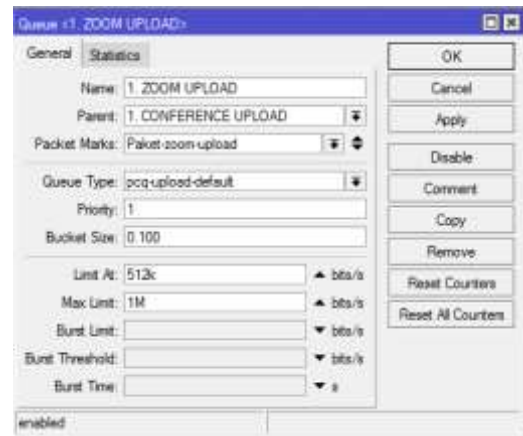 Queue <1. ZOOM UPLOAD>
General Statistics
OK
Name: 1. ZOOM UPLOAD
Cancel
Parent: 1. CONFERENCE UPLOAD
Apply
Packet Marks: Paket-zoom-upload
Disable
Queue Type: pcq-upload-default
Comment
Priority: 1
Copy
Bucket Size: 0.100
Remove
Limit At: 512k bits/s
Reset Counters
Max Limit: 1M bits/s
Reset All Counters
Burst Limit: bits/s
Burst Threshold: bits/s
Burst Time: s
enabled